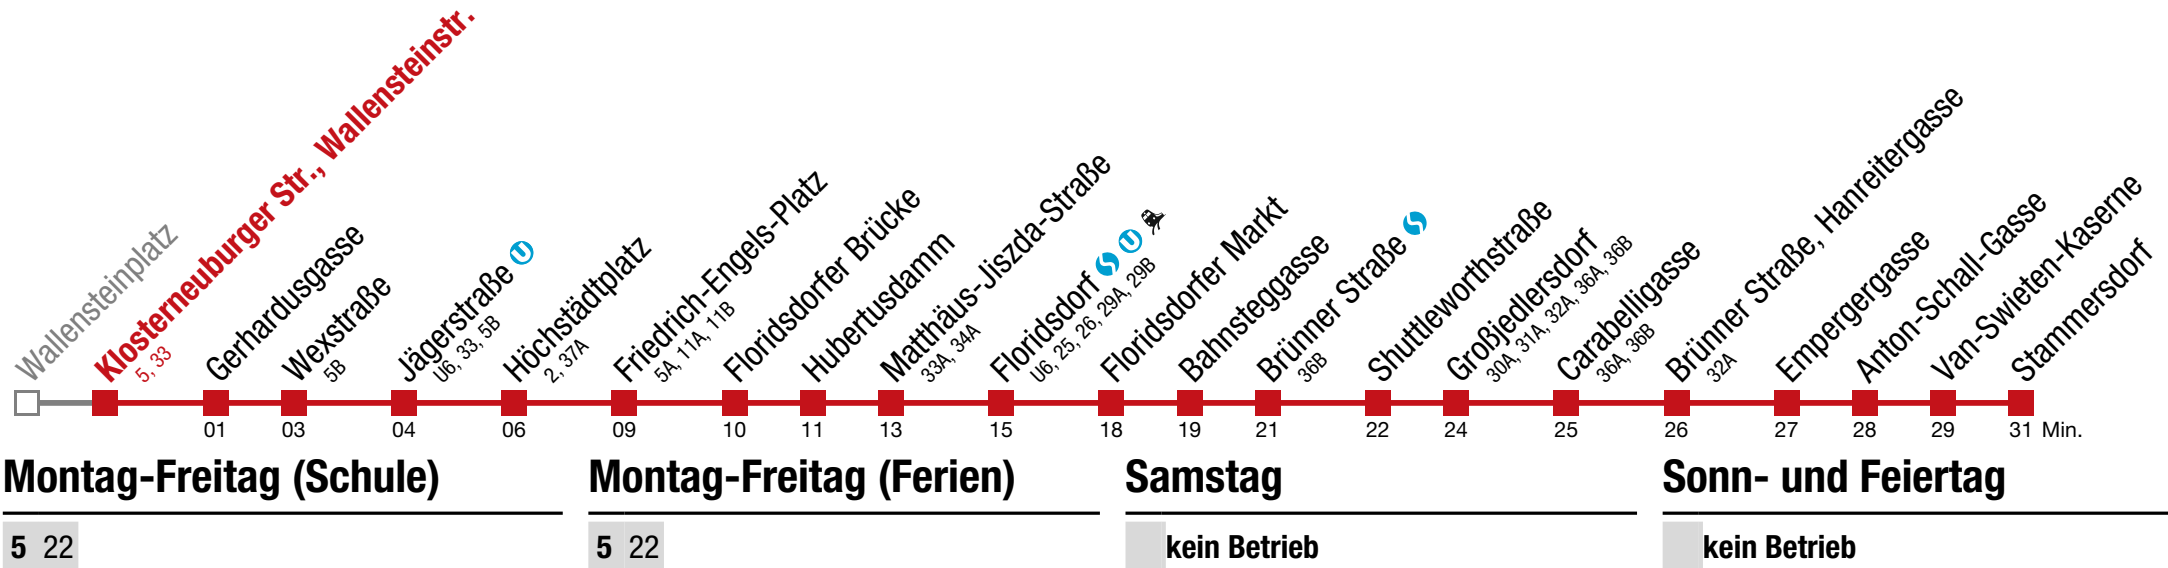 Wallensteinplatz
Klosterneuburger Str., Wallensteinstr.
5, 33
Gerhardusgasse
Wexstraße
5B
Jägerstraße U
U6, 33, 5B
Höchstädtplatz
2, 37A
Friedrich-Engels-Platz
5A, 11A, 11B
Floridsdorfer Brücke
Hubertusdamm
Matthäus-Jiszda-Straße
33A, 34A
Floridsdorf S U
U6, 25, 26, 29A, 29B
Floridsdorfer Markt
Bahnsteggasse
Brünner Straße S
36B
Shuttleworthstraße
Großjedlersdorf
30A, 31A, 32A, 36A, 36B
Carabelligasse
36A, 36B
Brünner Straße, Hanreitergasse
32A
Empergergasse
Anton-Schall-Gasse
Van-Swieten-Kaserne
Stammersdorf
01 03 04 06 09 10 11 13 15 18 19 21 22 24 25 26 27 28 29 31 Min.
Montag-Freitag (Schule)
5 22
Montag-Freitag (Ferien)
5 22
Samstag
kein Betrieb
Sonn- und Feiertag
kein Betrieb